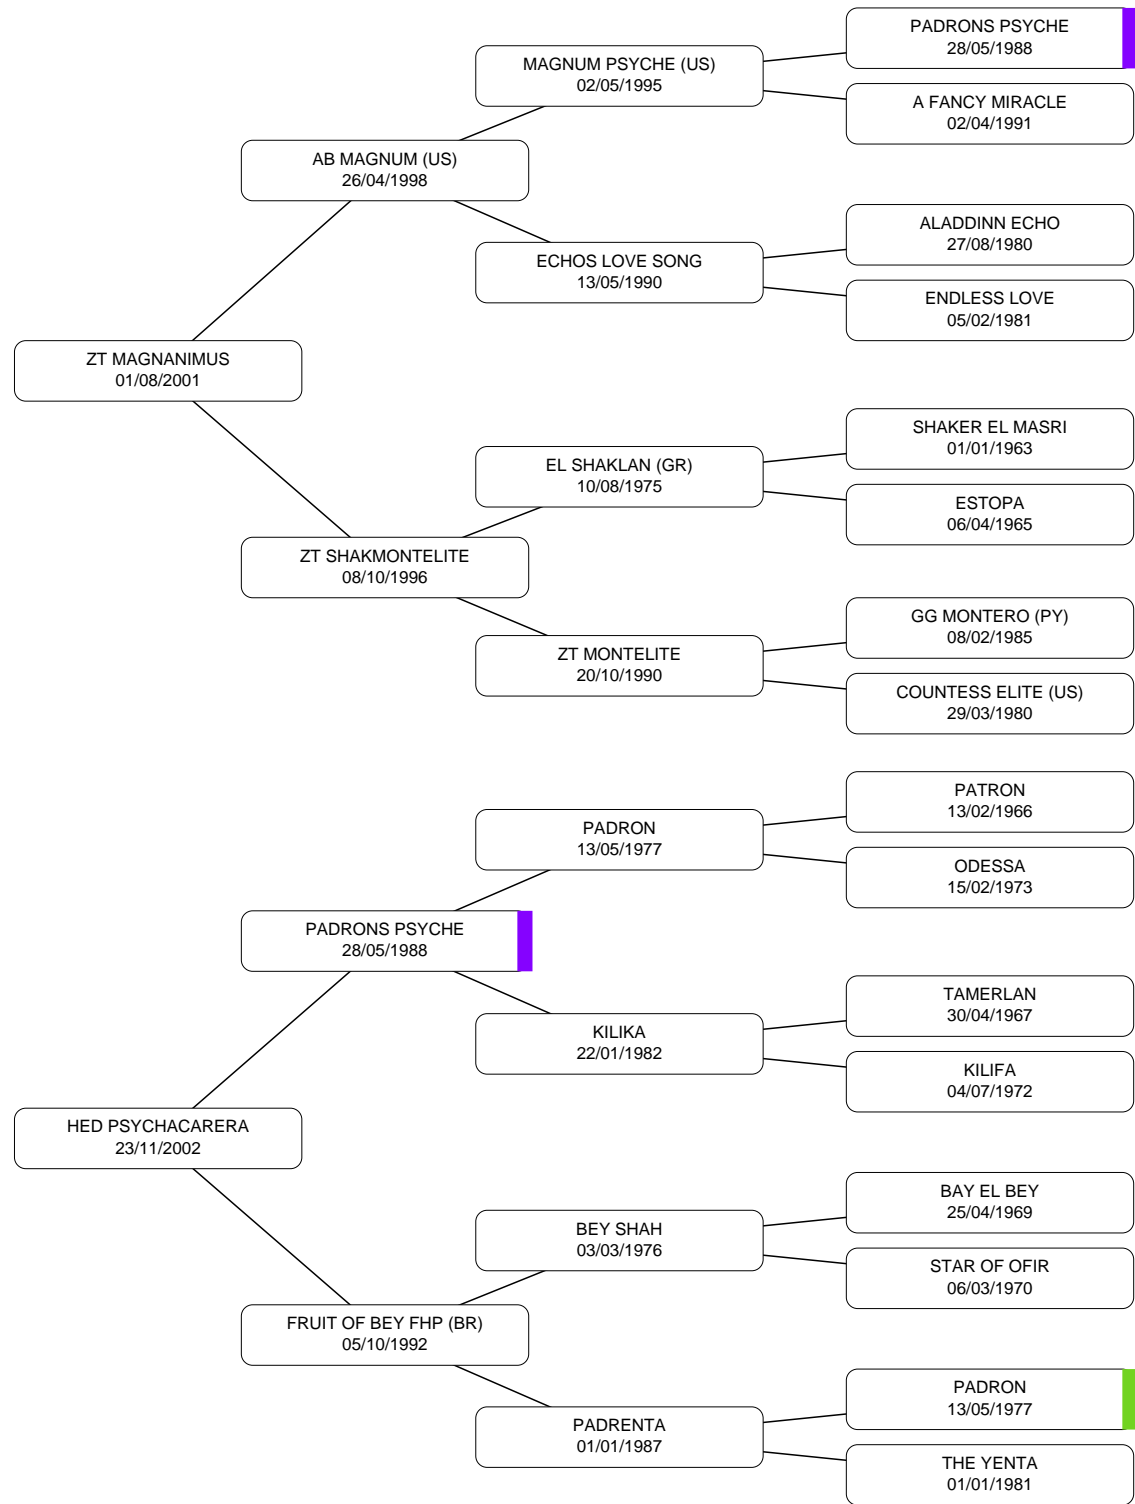 PADRONS PSYCHE
28/05/1988
MAGNUM PSYCHE (US)
02/05/1995
A FANCY MIRACLE
02/04/1991
AB MAGNUM (US)
26/04/1998
ALADDINN ECHO
27/08/1980
ECHOS LOVE SONG
13/05/1990
ENDLESS LOVE
05/02/1981
ZT MAGNANIMUS
01/08/2001
SHAKER EL MASRI
01/01/1963
EL SHAKLAN (GR)
10/08/1975
ESTOPA
06/04/1965
ZT SHAKMONTELITE
08/10/1996
GG MONTERO (PY)
08/02/1985
ZT MONTELITE
20/10/1990
COUNTESS ELITE (US)
29/03/1980
PATRON
13/02/1966
PADRON
13/05/1977
ODESSA
15/02/1973
PADRONS PSYCHE
28/05/1988
TAMERLAN
30/04/1967
KILIKA
22/01/1982
KILIFA
04/07/1972
HED PSYCHACARERA
23/11/2002
BAY EL BEY
25/04/1969
BEY SHAH
03/03/1976
STAR OF OFIR
06/03/1970
FRUIT OF BEY FHP (BR)
05/10/1992
PADRON
13/05/1977
PADRENTA
01/01/1987
THE YENTA
01/01/1981